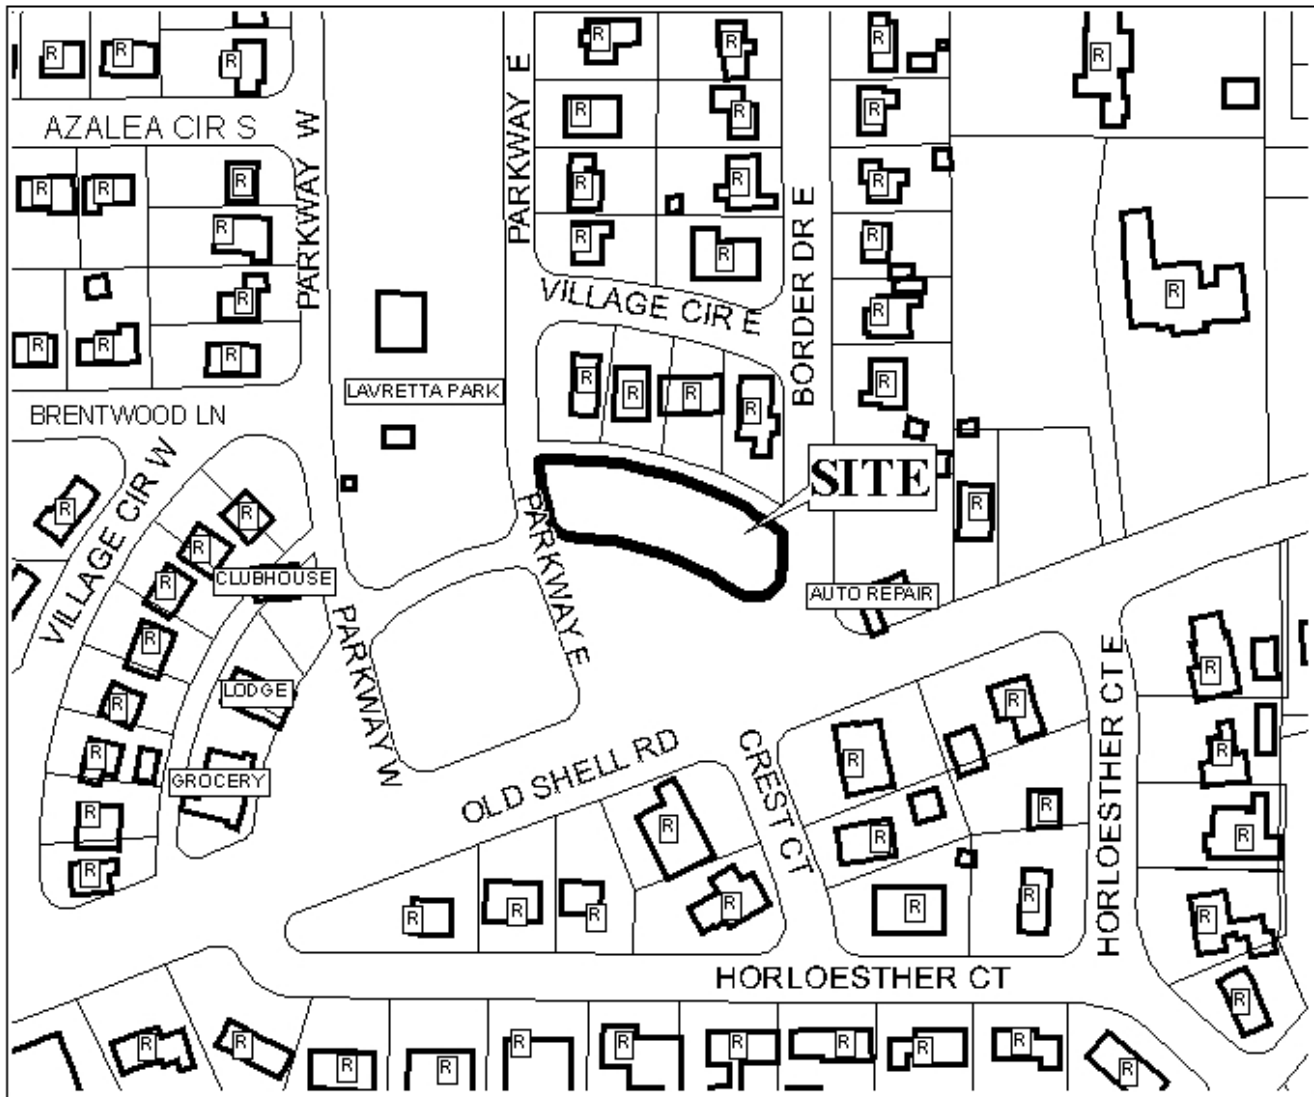 R
R
R
R
R
R
R
R
AZALEA CIR S
PARKWAY W
PARKWAY E
R
R
R
R
R
R
R
R
R
R
R
R
R
R
BORDER DR E
R
VILLAGE CIR E
R
R
R
R
R
R
R
R
R
R
LAVRETTA PARK
BRENTWOOD LN
VILLAGE CIR W
SITE
R
R
R
R
R
R
CLUBHOUSE
PARKWAY E
AUTO REPAIR
PARKWAY W
R
R
R
R
LODGE
OLD SHELL RD
CREST CT
HORLOESTHER CT E
R
R
R
GROCERY
R
R
R
R
R
R
R
R
R
R
R
R
R
R
HORLOESTHER CT
R
R
R
R
R
R
R
R
R
R
R
R